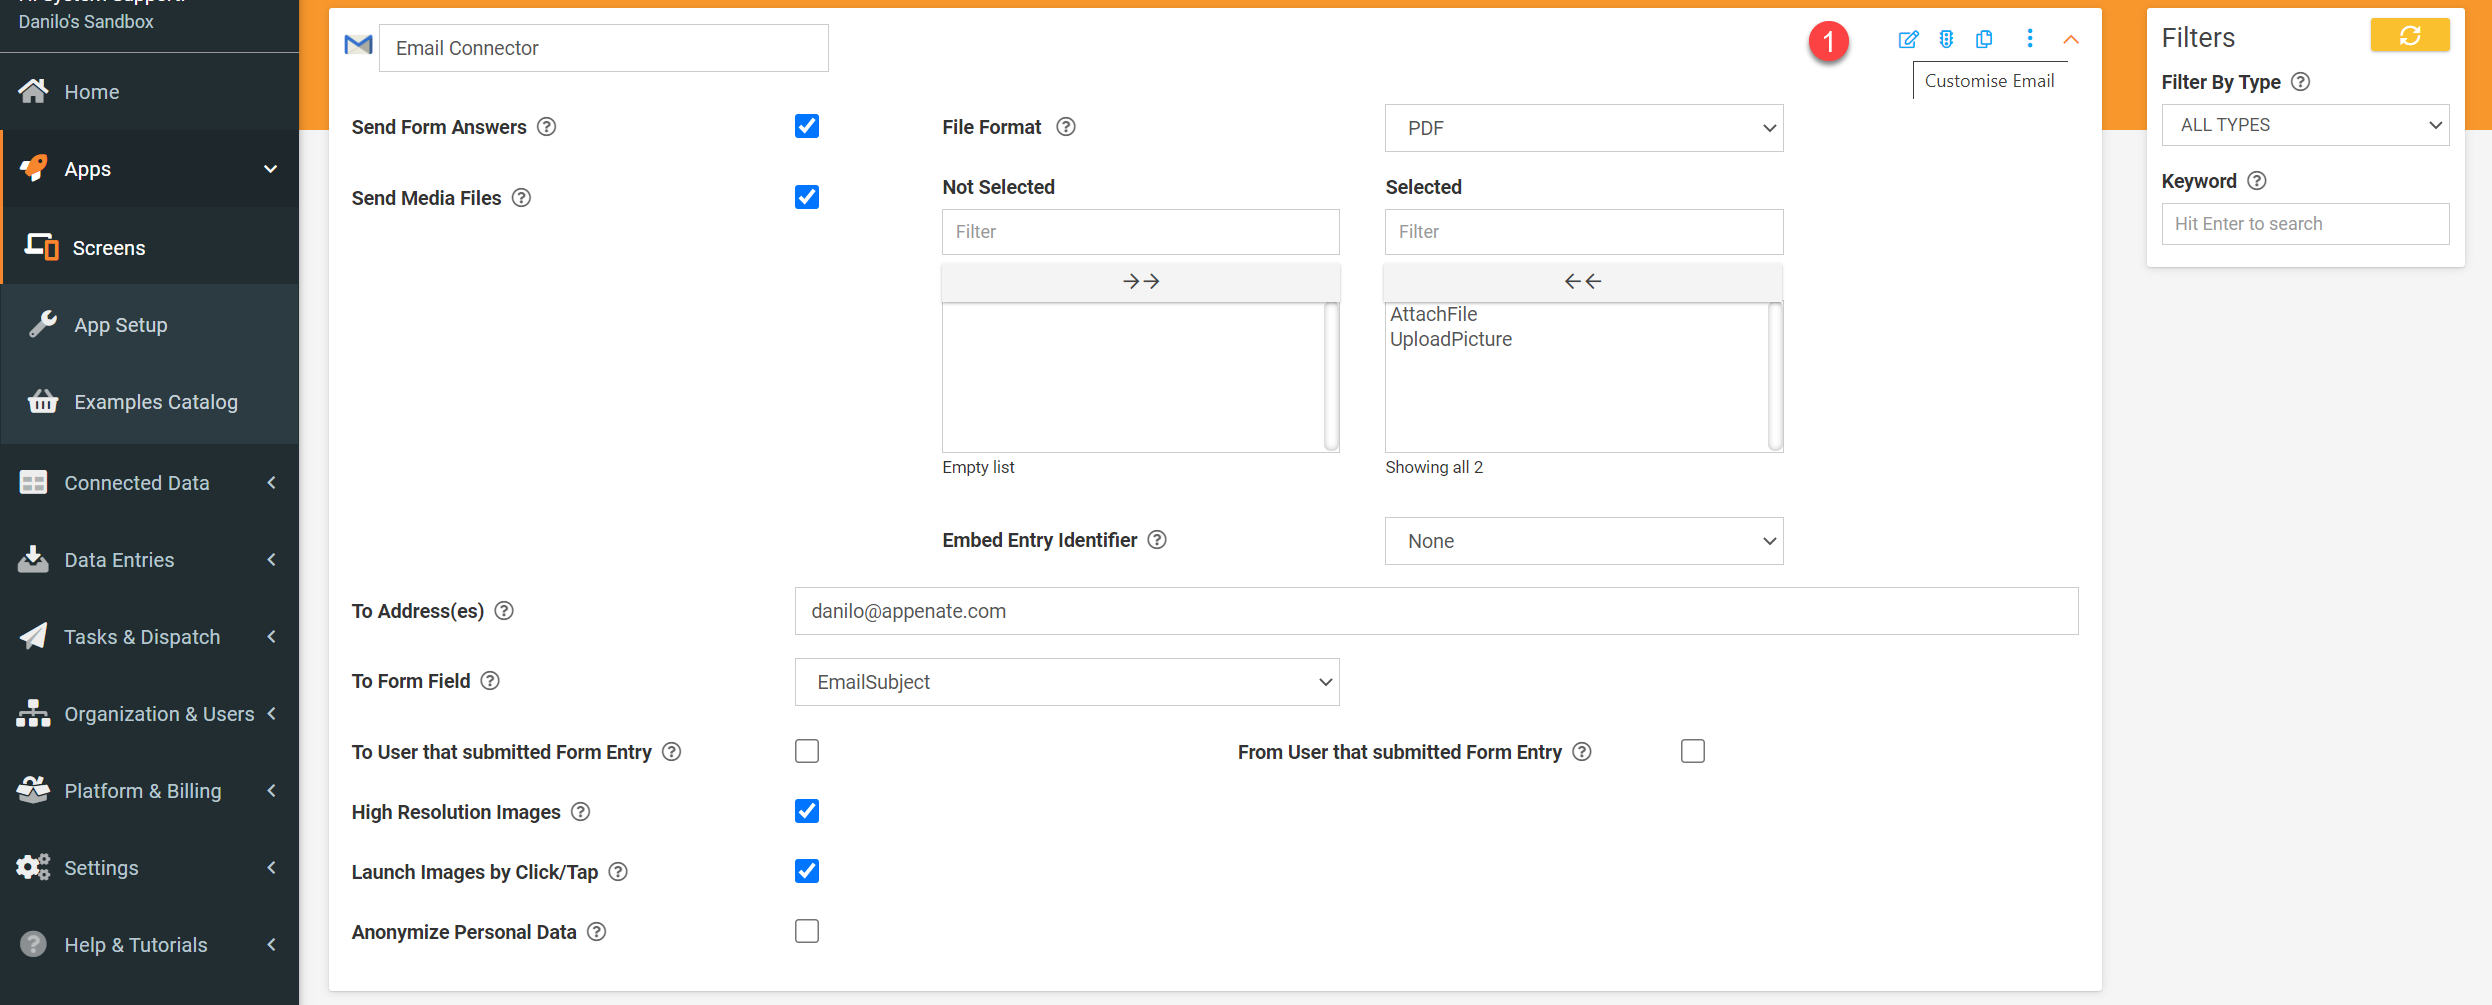 Danilo's Sandbox
Home
Apps
Screens
App Setup
Examples Catalog
Connected Data
Data Entries
Tasks & Dispatch
Organization & Users
Platform & Billing
Settings
Help & Tutorials
Email Connector
1
Customise Email
Send Form Answers
File Format
PDF
Send Media Files
Not Selected
Selected
Filter
Filter
AttachFile
UploadPicture
Empty list
Showing all 2
Embed Entry Identifier
None
To Address(es)
danilo@appenate.com
To Form Field
EmailSubject
To User that submitted Form Entry
From User that submitted Form Entry
High Resolution Images
Launch Images by Click/Tap
Anonymize Personal Data
Filters
Filter By Type
ALL TYPES
Keyword
Hit Enter to search